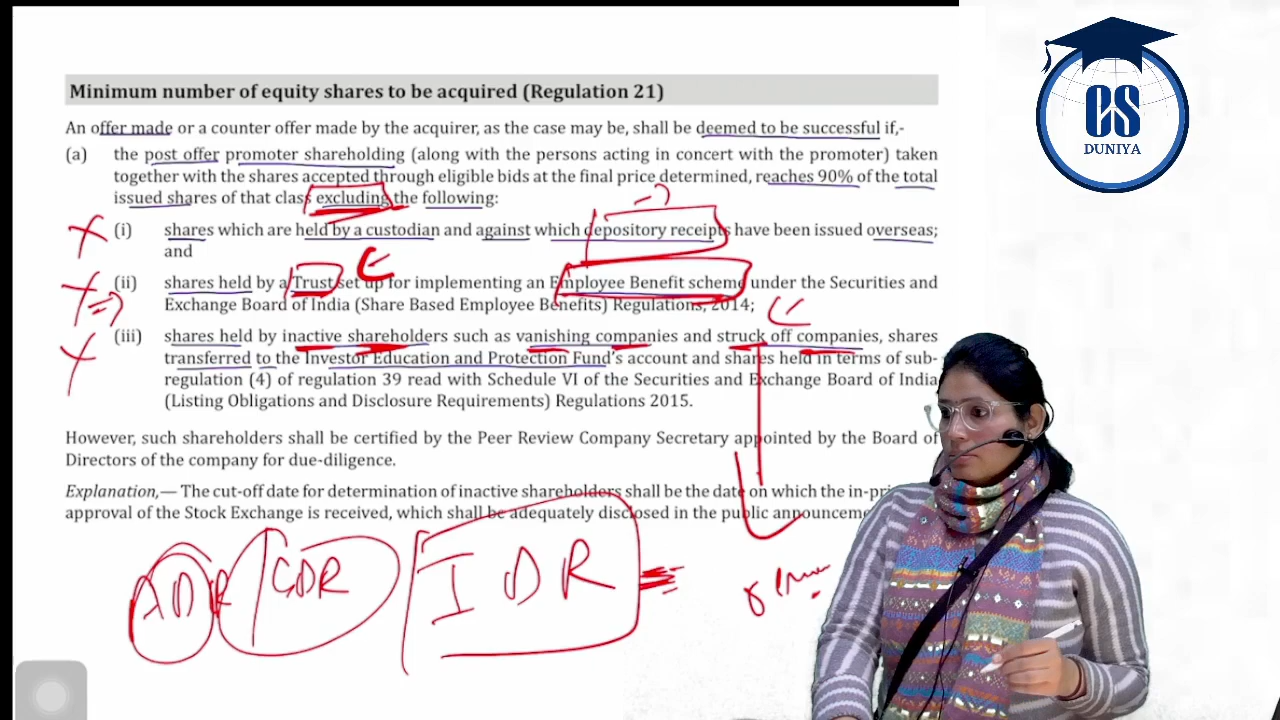 Minimum number of equity shares to be acquired (Regulation 21)
An offer made or a counter offer made by the acquirer, as the case may be, shall be deemed to be successful if,-
(a) the post offer promoter shareholding (along with the persons acting in concert with the promoter) taken
together with the shares accepted through eligible bids at the final price determined, reaches 90% of the total
issued shares of that class excluding the following:
(i) shares which are held by a custodian and against which depository receipts have been issued overseas;
and
(ii) shares held by a Trust set up for implementing an Employee Benefit scheme under the Securities and
Exchange Board of India (Share Based Employee Benefits) Regulations, 2014;
(iii) shares held by inactive shareholders such as vanishing companies and struck off companies, shares
transferred to the Investor Education and Protection Fund's account and shares held in terms of sub-
regulation (4) of regulation 39 read with Schedule VI of the Securities and Exchange Board of India
(Listing Obligations and Disclosure Requirements) Regulations 2015.
However, such shareholders shall be certified by the Peer Review Company Secretary appointed by the Board of
Directors of the company for due-diligence.
Explanation,— The cut-off date for determination of inactive shareholders shall be the date on which the in-pri
approval of the Stock Exchange is received, which shall be adequately disclosed in the public announceme
ADR GDR IDR
CS
DUNIYA